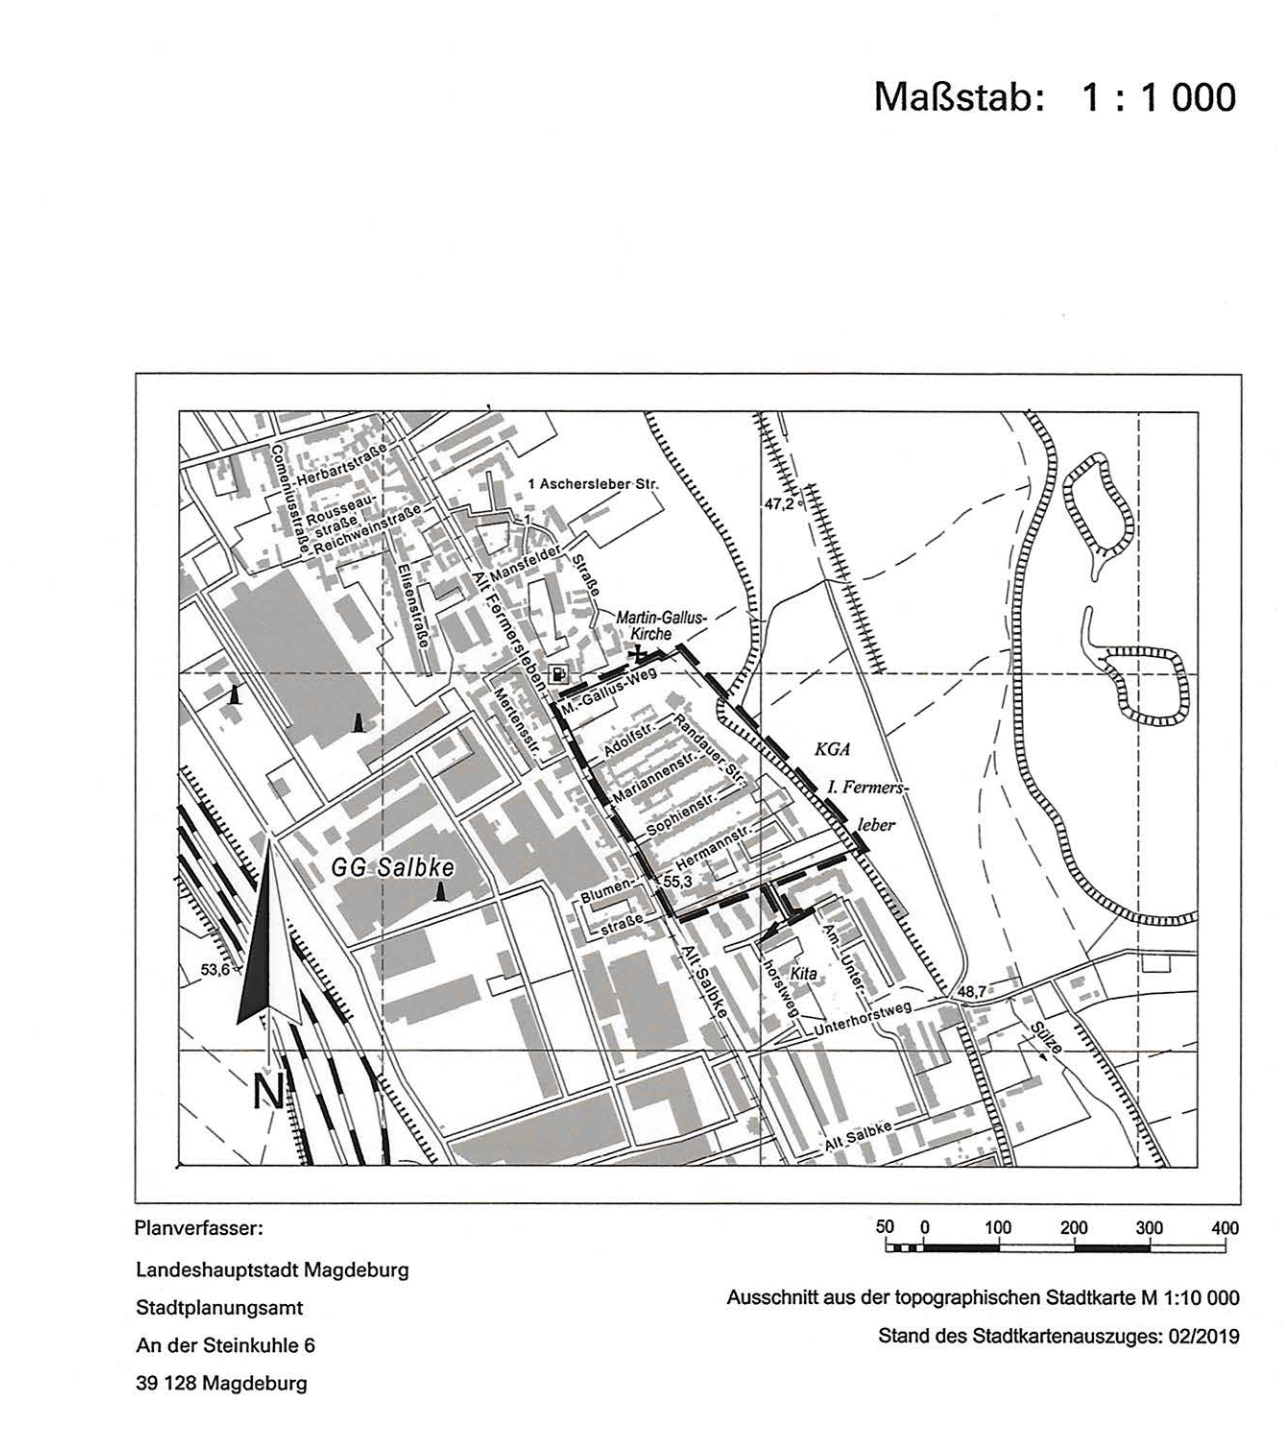 Maßstab: 1 : 1 000
Comeniusstraße
Herbartstraße
Rousseau-
straße
Reichweinstraße
Elisenstraße
1 Aschersleber Str.
1
Mansfelder
Straße
Alt Fermersleben
47,2
Martin-Gallus-
Kirche
M.-Gallus-Weg
Mertensstr.
Adolfstr.
Randauer Str.
Mariannenstr.
Sophienstr.
Hermannstr.
KGA
I. Fermers-
leber
GG Salbke
55,3
Blumen-
straße
Alt Salbke
Kita
horstweg
Am Unter-
Unterhorstweg
48,7
Sülze
53,6
N
Alt Salbke
Planverfasser:
Landeshauptstadt Magdeburg
Stadtplanungsamt
An der Steinkuhle 6
39 128 Magdeburg
50 0 100 200 300 400
Ausschnitt aus der topographischen Stadtkarte M 1:10 000
Stand des Stadtkartenauszuges: 02/2019